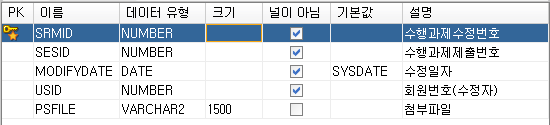 PK 이름 데이터 유형 크기 널이 아님 기본값 설명
SRMID NUMBER 수행과제수정번호
SESID NUMBER 수행과제제출번호
MODIFYDATE DATE SYSDATE 수정일자
USID NUMBER 회원번호(수정자)
PSFILE VARCHAR2 1500 첨부파일